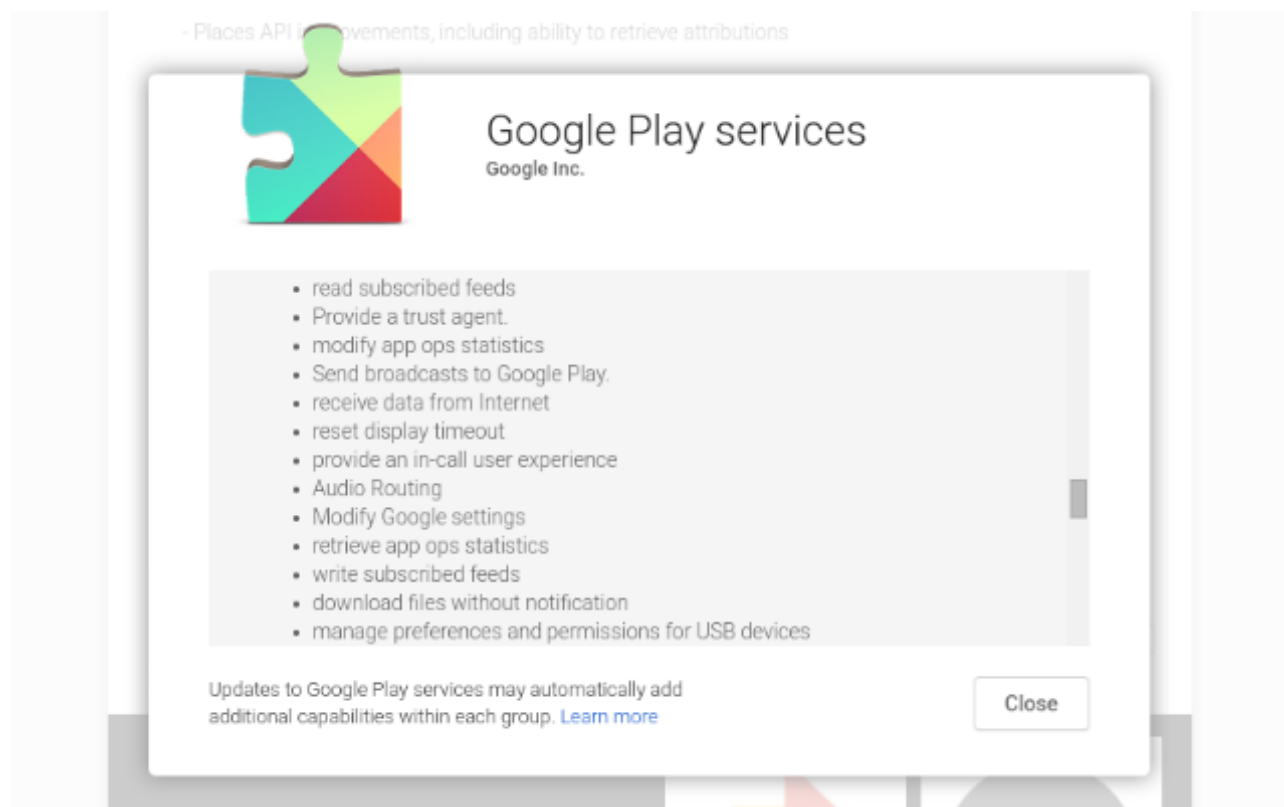 - Places API improvements, including ability to retrieve attributions
Google Play services
Google Inc.
• read subscribed feeds
• Provide a trust agent.
• modify app ops statistics
• Send broadcasts to Google Play.
• receive data from Internet
• reset display timeout
• provide an in-call user experience
• Audio Routing
• Modify Google settings
• retrieve app ops statistics
• write subscribed feeds
• download files without notification
• manage preferences and permissions for USB devices
Updates to Google Play services may automatically add
additional capabilities within each group. Learn more
Close